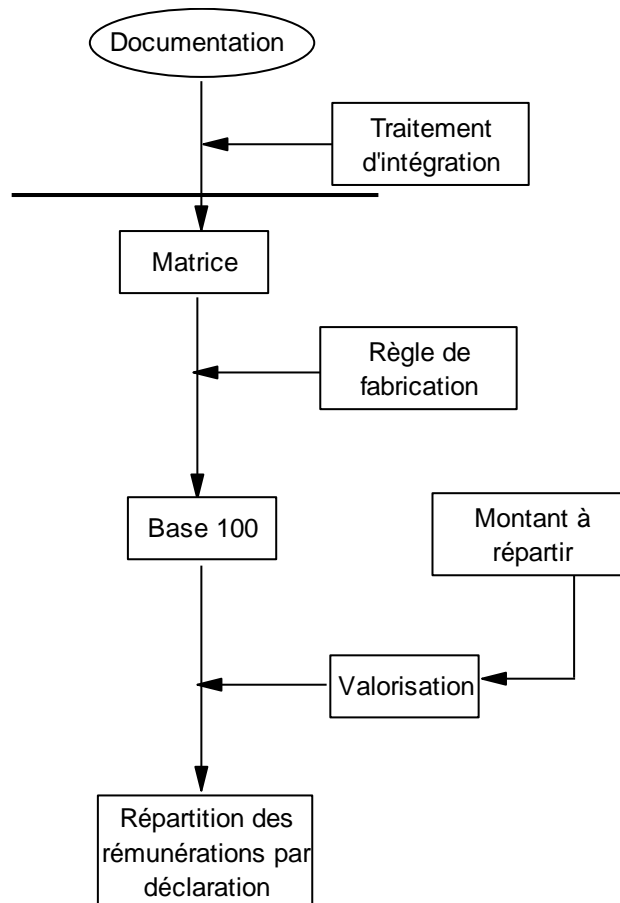 Documentation
Traitement
d'intégration
Matrice
Règle de
fabrication
Base 100
Montant à
répartir
Valorisation
Répartition des
rémunérations par
déclaration